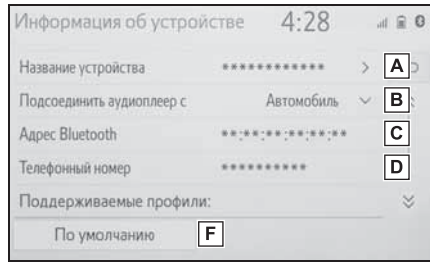 Информация об устройстве 4:28
Название устройства ************ > A
Подсоединить аудиоплеер с Автомобиль B
Адрес Bluetooth **:**:**:**:**:** C
Телефонный номер ********** D
Поддерживаемые профили:
По умолчанию F